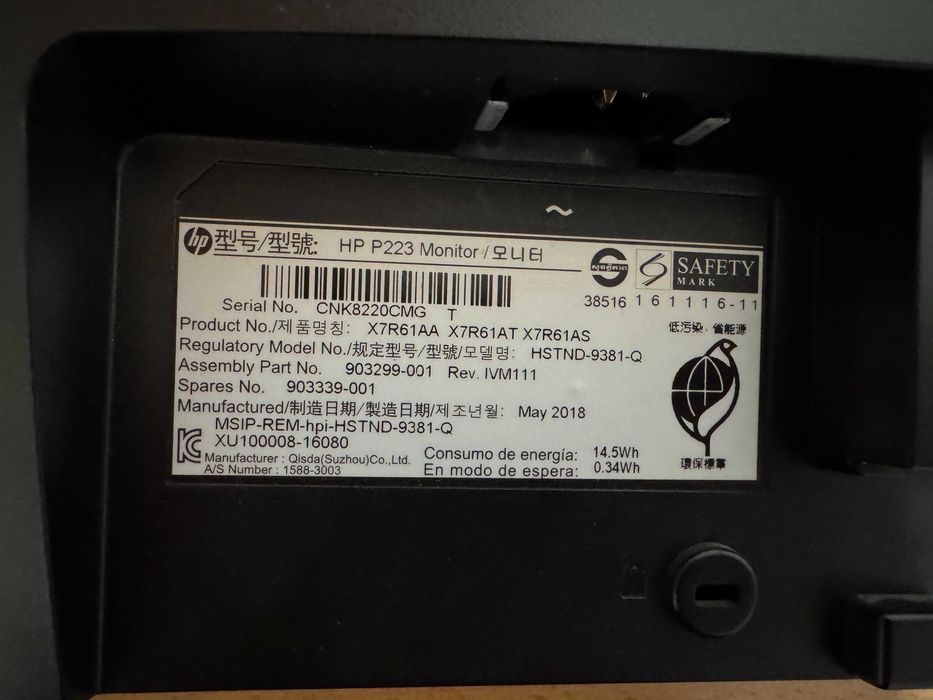 ~
hp 型号/型號: HP P223 Monitor/모니터
SAFETY
MARK
38516 161116-11
Serial No. CNK8220CMG T
Product No./제품명칭: X7R61AA X7R61AT X7R61AS
低污染、省能源
Regulatory Model No./规定型号/型號/모델명: HSTND-9381-Q
Assembly Part No. 903299-001 Rev. IVM111
Spares No. 903339-001
Manufactured/制造日期/製造日期/제조년월: May 2018
MSIP-REM-hpi-HSTND-9381-Q
XU100008-16080
Manufacturer : Qisda(Suzhou)Co.,Ltd.
A/S Number : 1588-3003
Consumo de energía: 14.5Wh
En modo de espera: 0.34Wh
環保標章